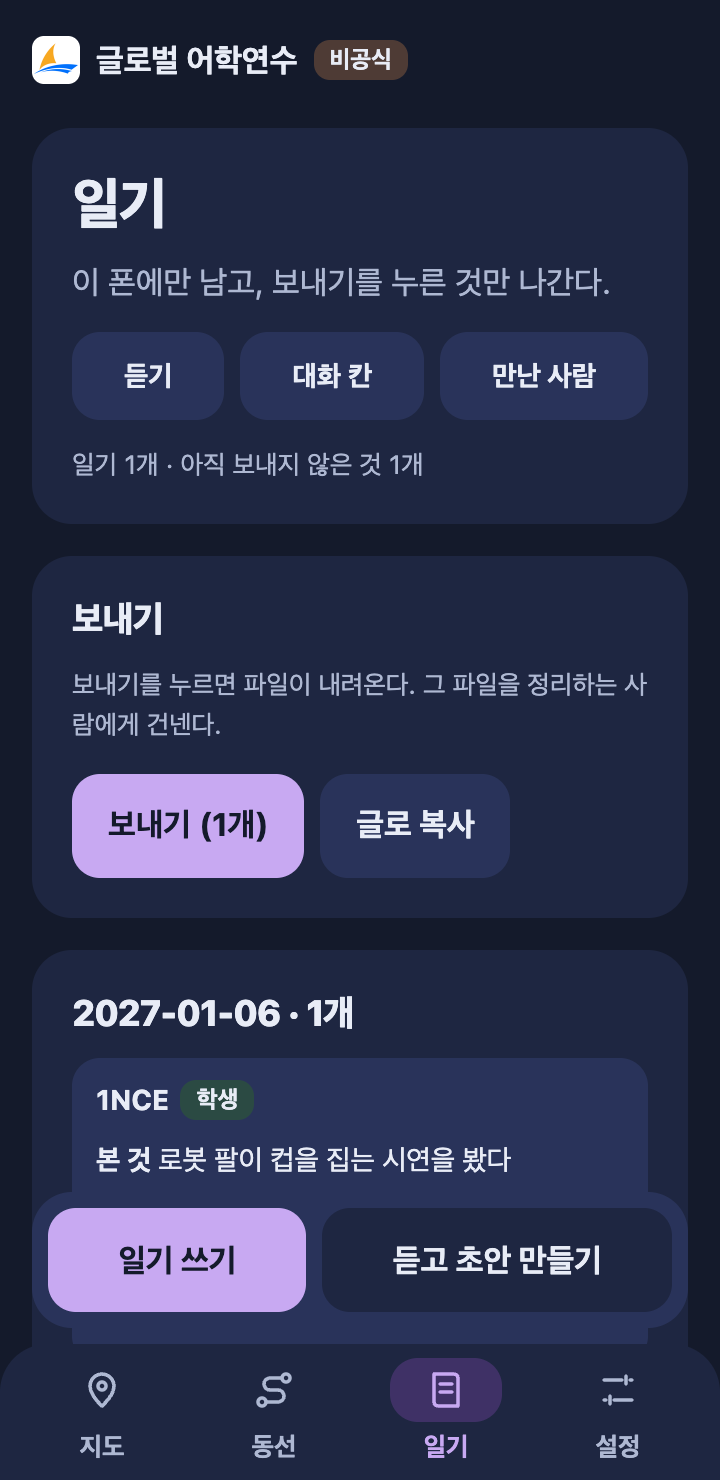 글로벌 어학연수 비공식
일기
이 폰에만 남고, 보내기를 누른 것만 나간다.
듣기 대화 칸 만난 사람
일기 1개 · 아직 보내지 않은 것 1개
보내기
보내기를 누르면 파일이 내려온다. 그 파일을 정리하는 사
람에게 건넨다.
보내기 (1개) 글로 복사
2027-01-06 · 1개
1NCE 학생
본 것 로봇 팔이 컵을 집는 시연을 봤다
일기 쓰기 듣고 초안 만들기
지도 동선 일기 설정